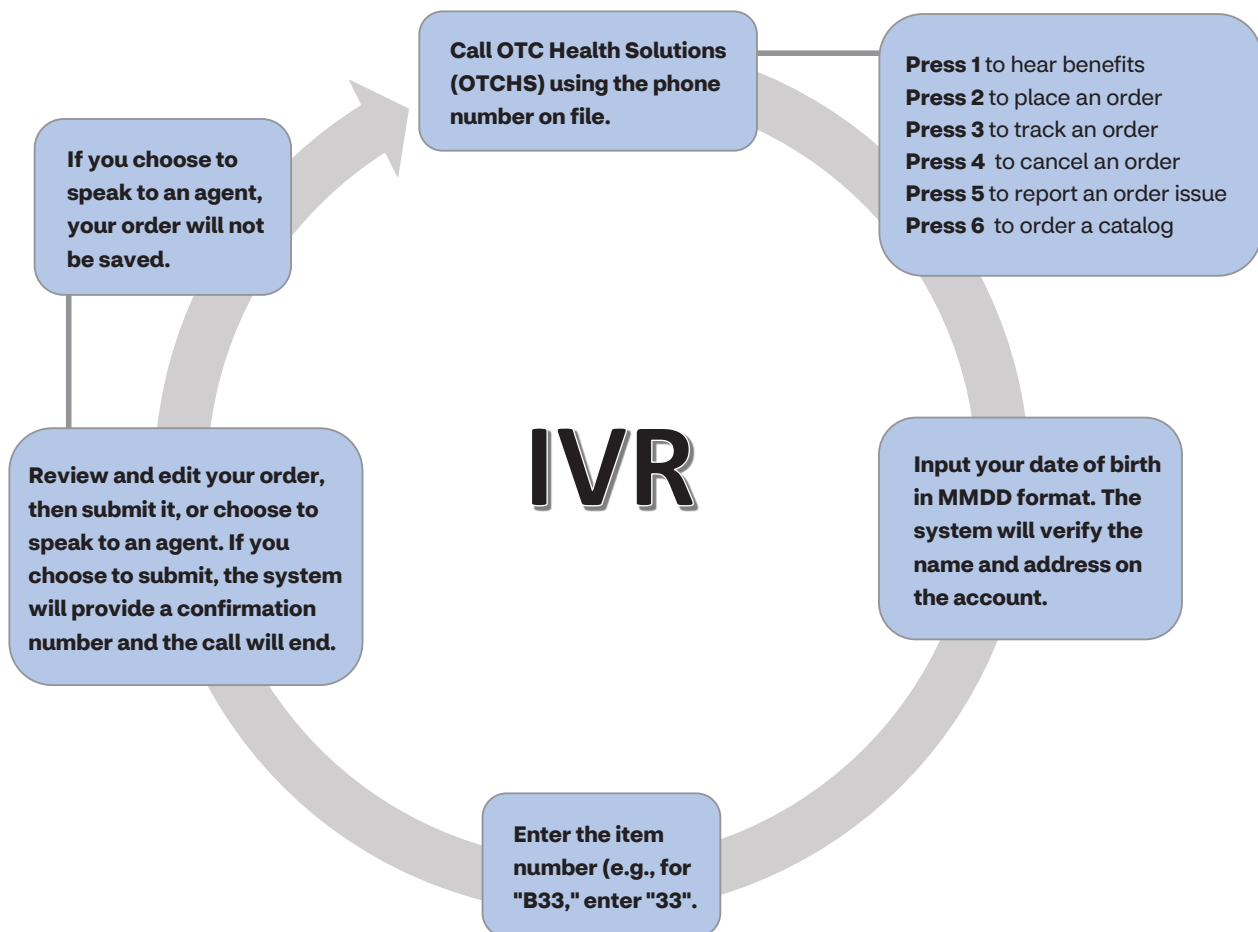 Call OTC Health Solutions
(OTCHS) using the phone
number on file.
Press 1 to hear benefits
Press 2 to place an order
Press 3 to track an order
Press 4 to cancel an order
Press 5 to report an order issue
Press 6 to order a catalog
Input your date of birth
in MMDD format. The
system will verify the
name and address on
the account.
Enter the item
number (e.g., for
"B33," enter "33".
Review and edit your order,
then submit it, or choose to
speak to an agent. If you
choose to submit, the system
will provide a confirmation
number and the call will end.
If you choose to
speak to an agent,
your order will not
be saved.
IVR